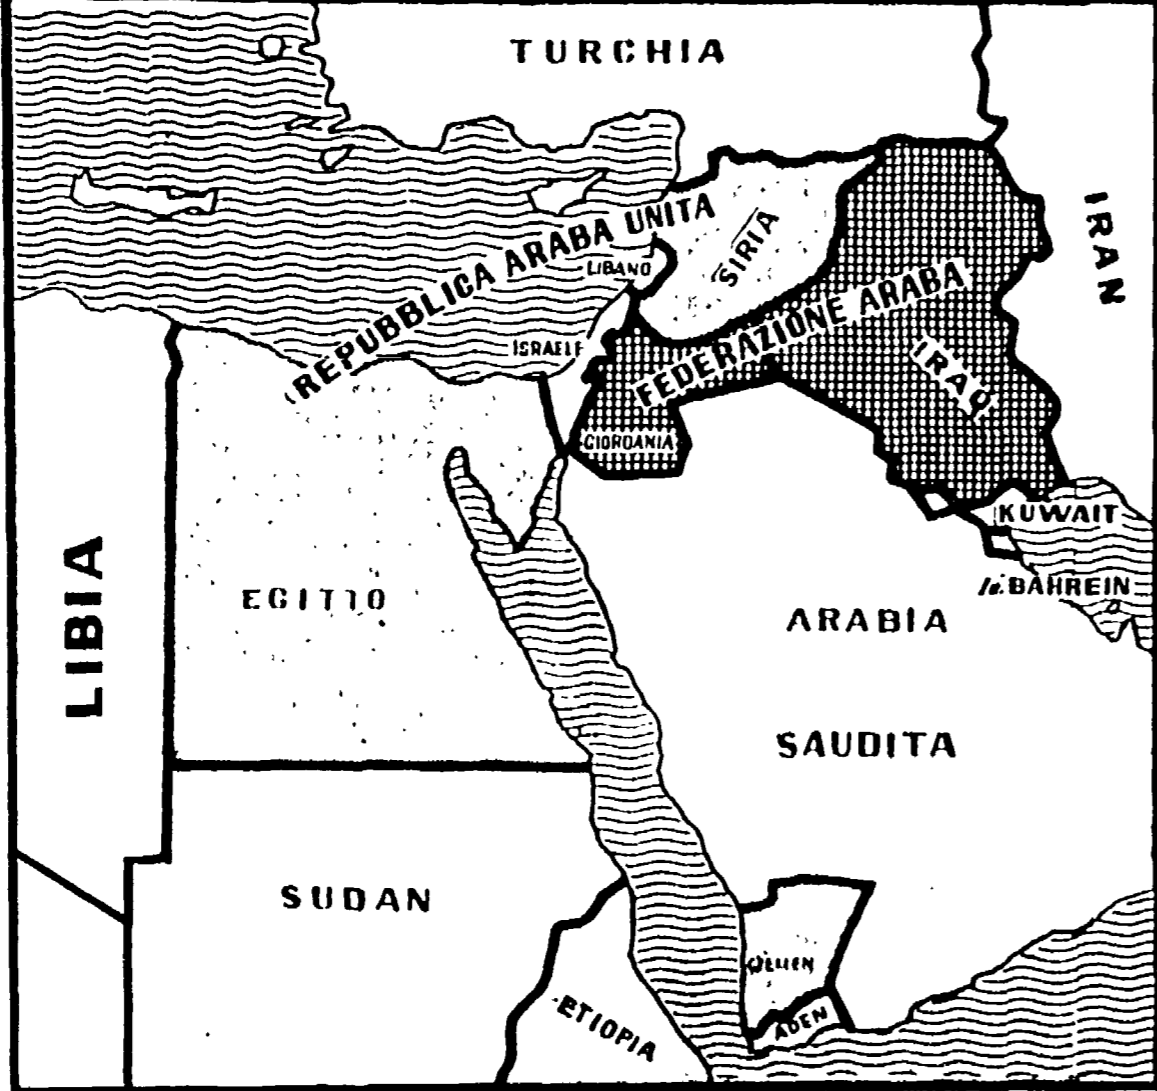 TURCHIA
IRAN
REPUBBLICA ARABA UNITA
SIRIA
LIBANO
FEDERAZIONE ARABA
ISRAELE
IRAQ
GIORDANIA
KUWAIT
Is. BAHREIN
EGITTO
LIBIA
ARABIA
SAUDITA
SUDAN
ADEN
ETIOPIA